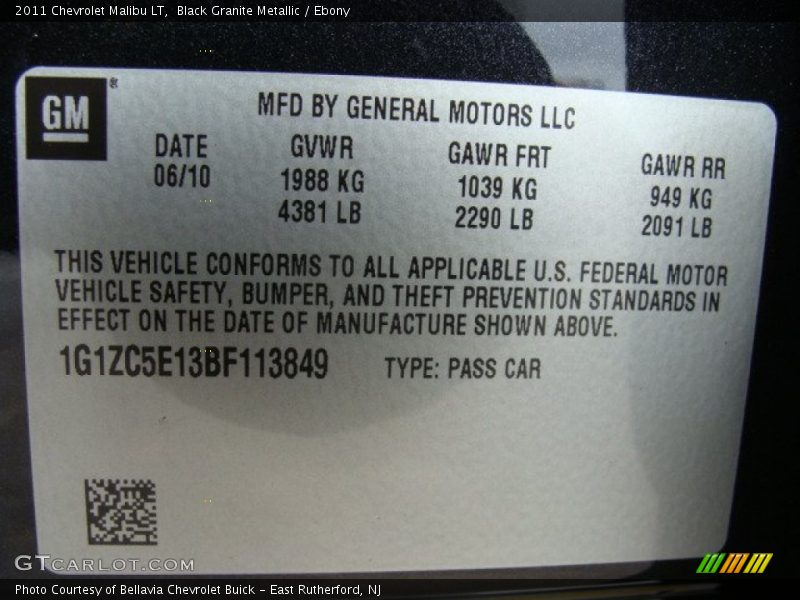 2011 Chevrolet Malibu LT, Black Granite Metallic / Ebony
GM®
MFD BY GENERAL MOTORS LLC
DATE GVWR GAWR FRT GAWR RR
06/10 1988 KG 1039 KG 949 KG
4381 LB 2290 LB 2091 LB
THIS VEHICLE CONFORMS TO ALL APPLICABLE U.S. FEDERAL MOTOR
VEHICLE SAFETY, BUMPER, AND THEFT PREVENTION STANDARDS IN
EFFECT ON THE DATE OF MANUFACTURE SHOWN ABOVE.
1G1ZC5E13BF113849 TYPE: PASS CAR
GTCARLOT.COM
Photo Courtesy of Bellavia Chevrolet Buick – East Rutherford, NJ